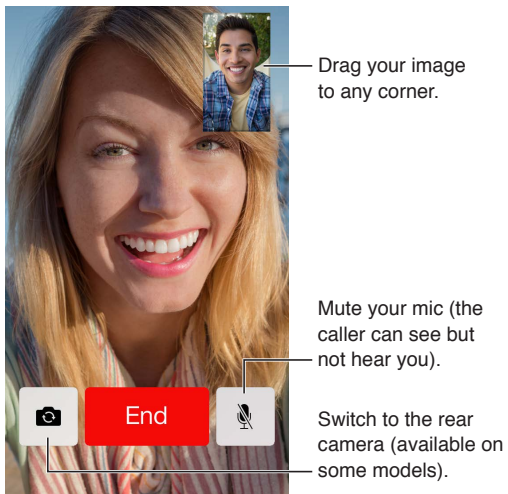 Drag your image
to any corner.
Mute your mic (the
caller can see but
not hear you).
End
Switch to the rear
camera (available on
some models).